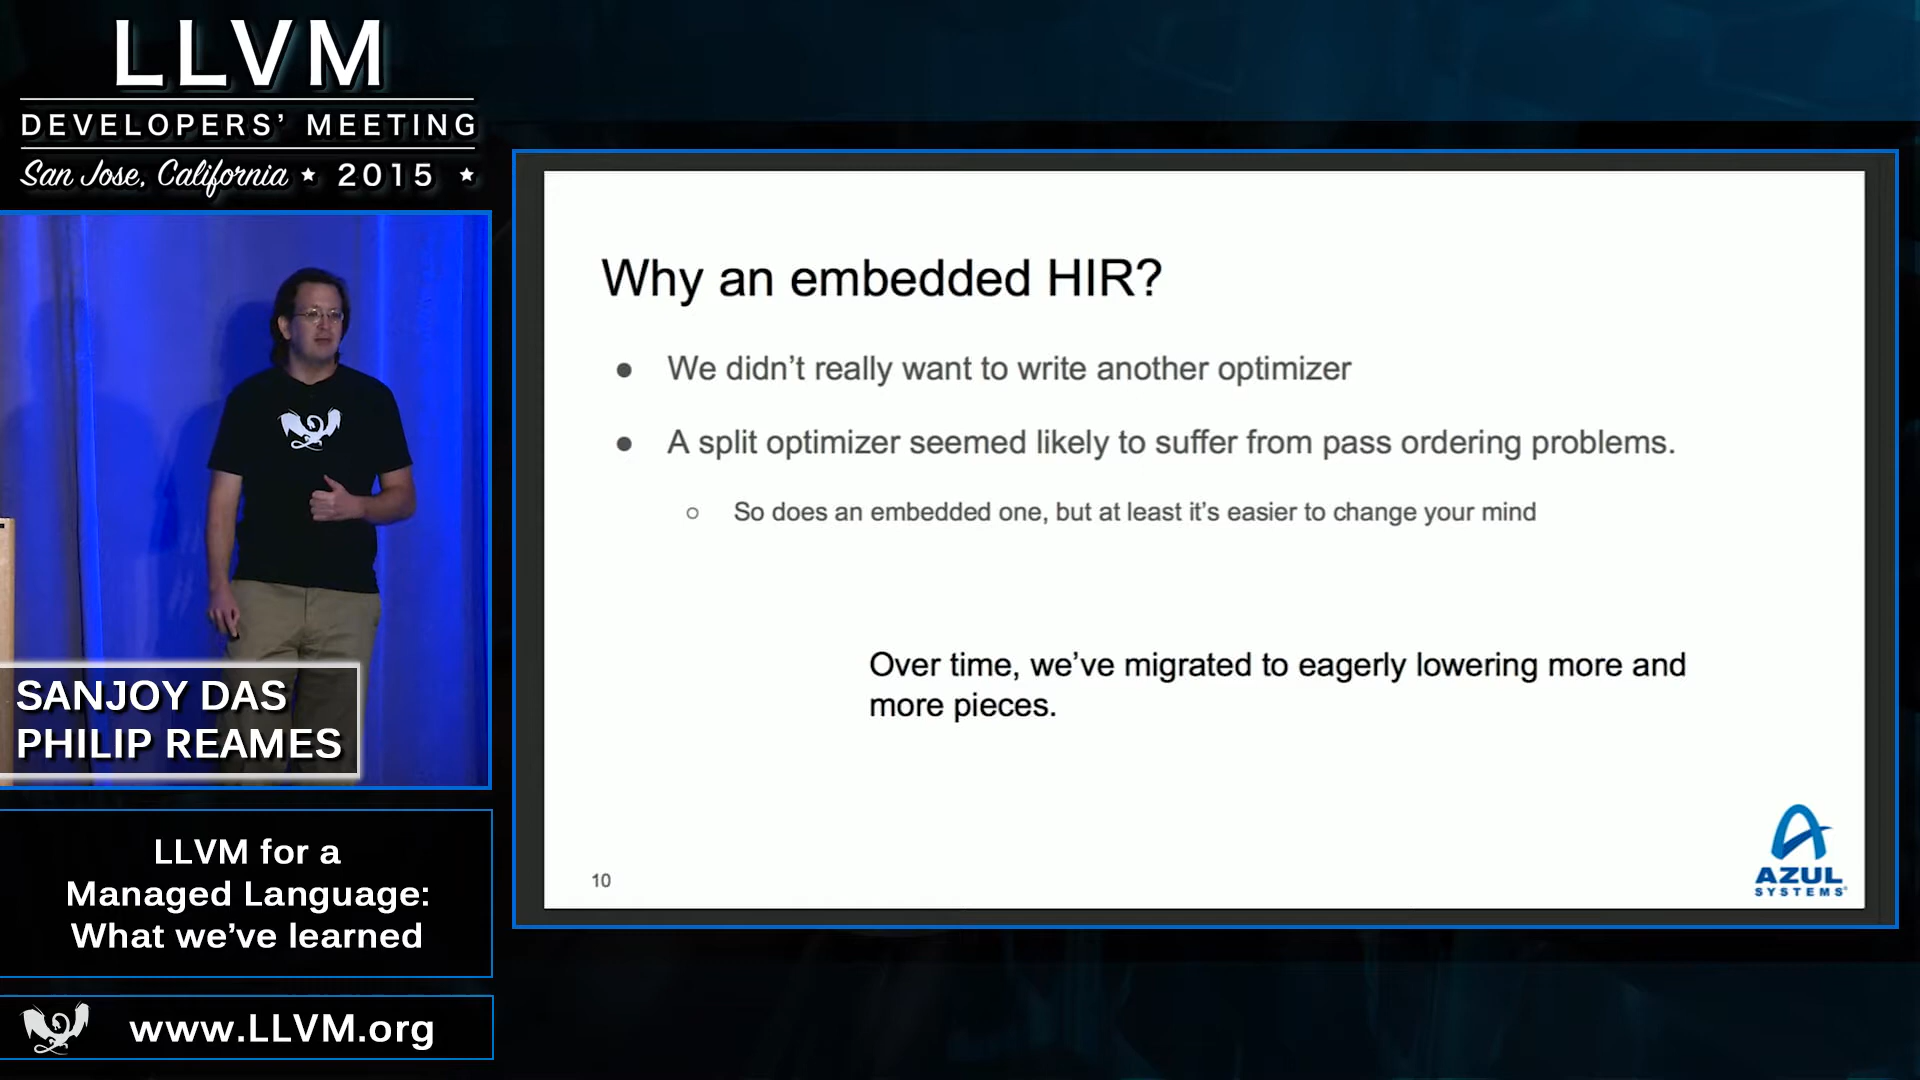 LLVM
DEVELOPERS’ MEETING
San Jose, California ★ 2015 ★
SANJOY DAS
PHILIP REAMES
LLVM for a
Managed Language:
What we’ve learned
www.LLVM.org
Why an embedded HIR?
● We didn’t really want to write another optimizer
● A split optimizer seemed likely to suffer from pass ordering problems.
○ So does an embedded one, but at least it’s easier to change your mind
Over time, we’ve migrated to eagerly lowering more and
more pieces.
10
AZUL
SYSTEMS